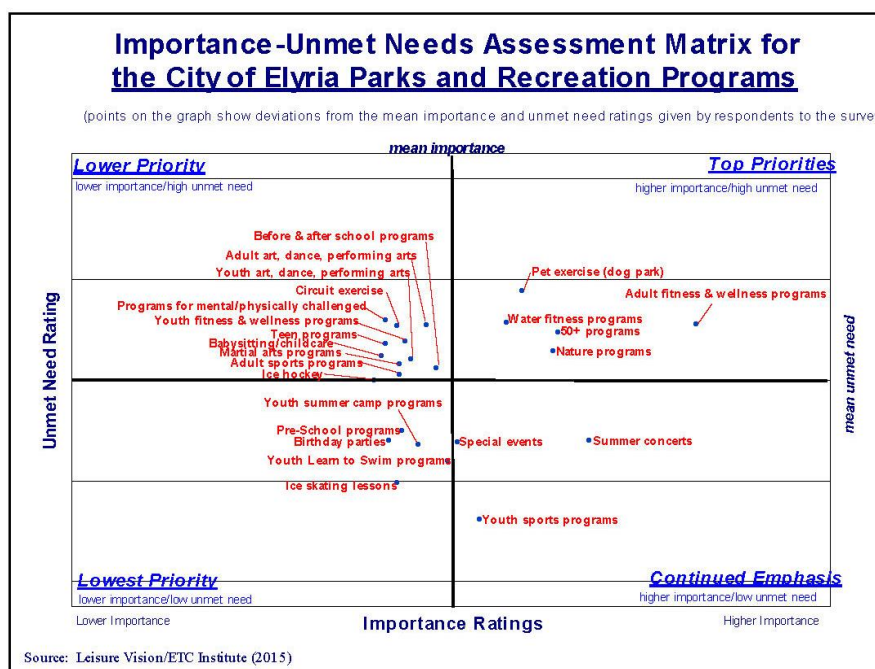 Importance-Unmet Needs Assessment Matrix for
the City of Elyria Parks and Recreation Programs
(points on the graph show deviations from the mean importance and unmet need ratings given by respondents to the surve
mean importance
Lower Priority
lower importance/high unmet need
Top Priorities
higher importance/high unmet need
Before & after school programs
Adult art, dance, performing arts
Youth art, dance, performing arts
Circuit exercise
Programs for mental/physically challenged
Youth fitness & wellness programs
Teen programs
Babysitting/childcare
Martial arts programs
Adult sports programs
Ice hockey
Pet exercise (dog park)
Adult fitness & wellness programs
Water fitness programs
50+ programs
Nature programs
Unmet Need Rating
mean unmet need
Youth summer camp programs
Pre-School programs
Birthday parties
Special events
Summer concerts
Youth Learn to Swim programs
Ice skating lessons
Youth sports programs
Lowest Priority
lower importance/low unmet need
Continued Emphasis
higher importance/low unmet need
Lower Importance
Importance Ratings
Higher Importance
Source: Leisure Vision/ETC Institute (2015)